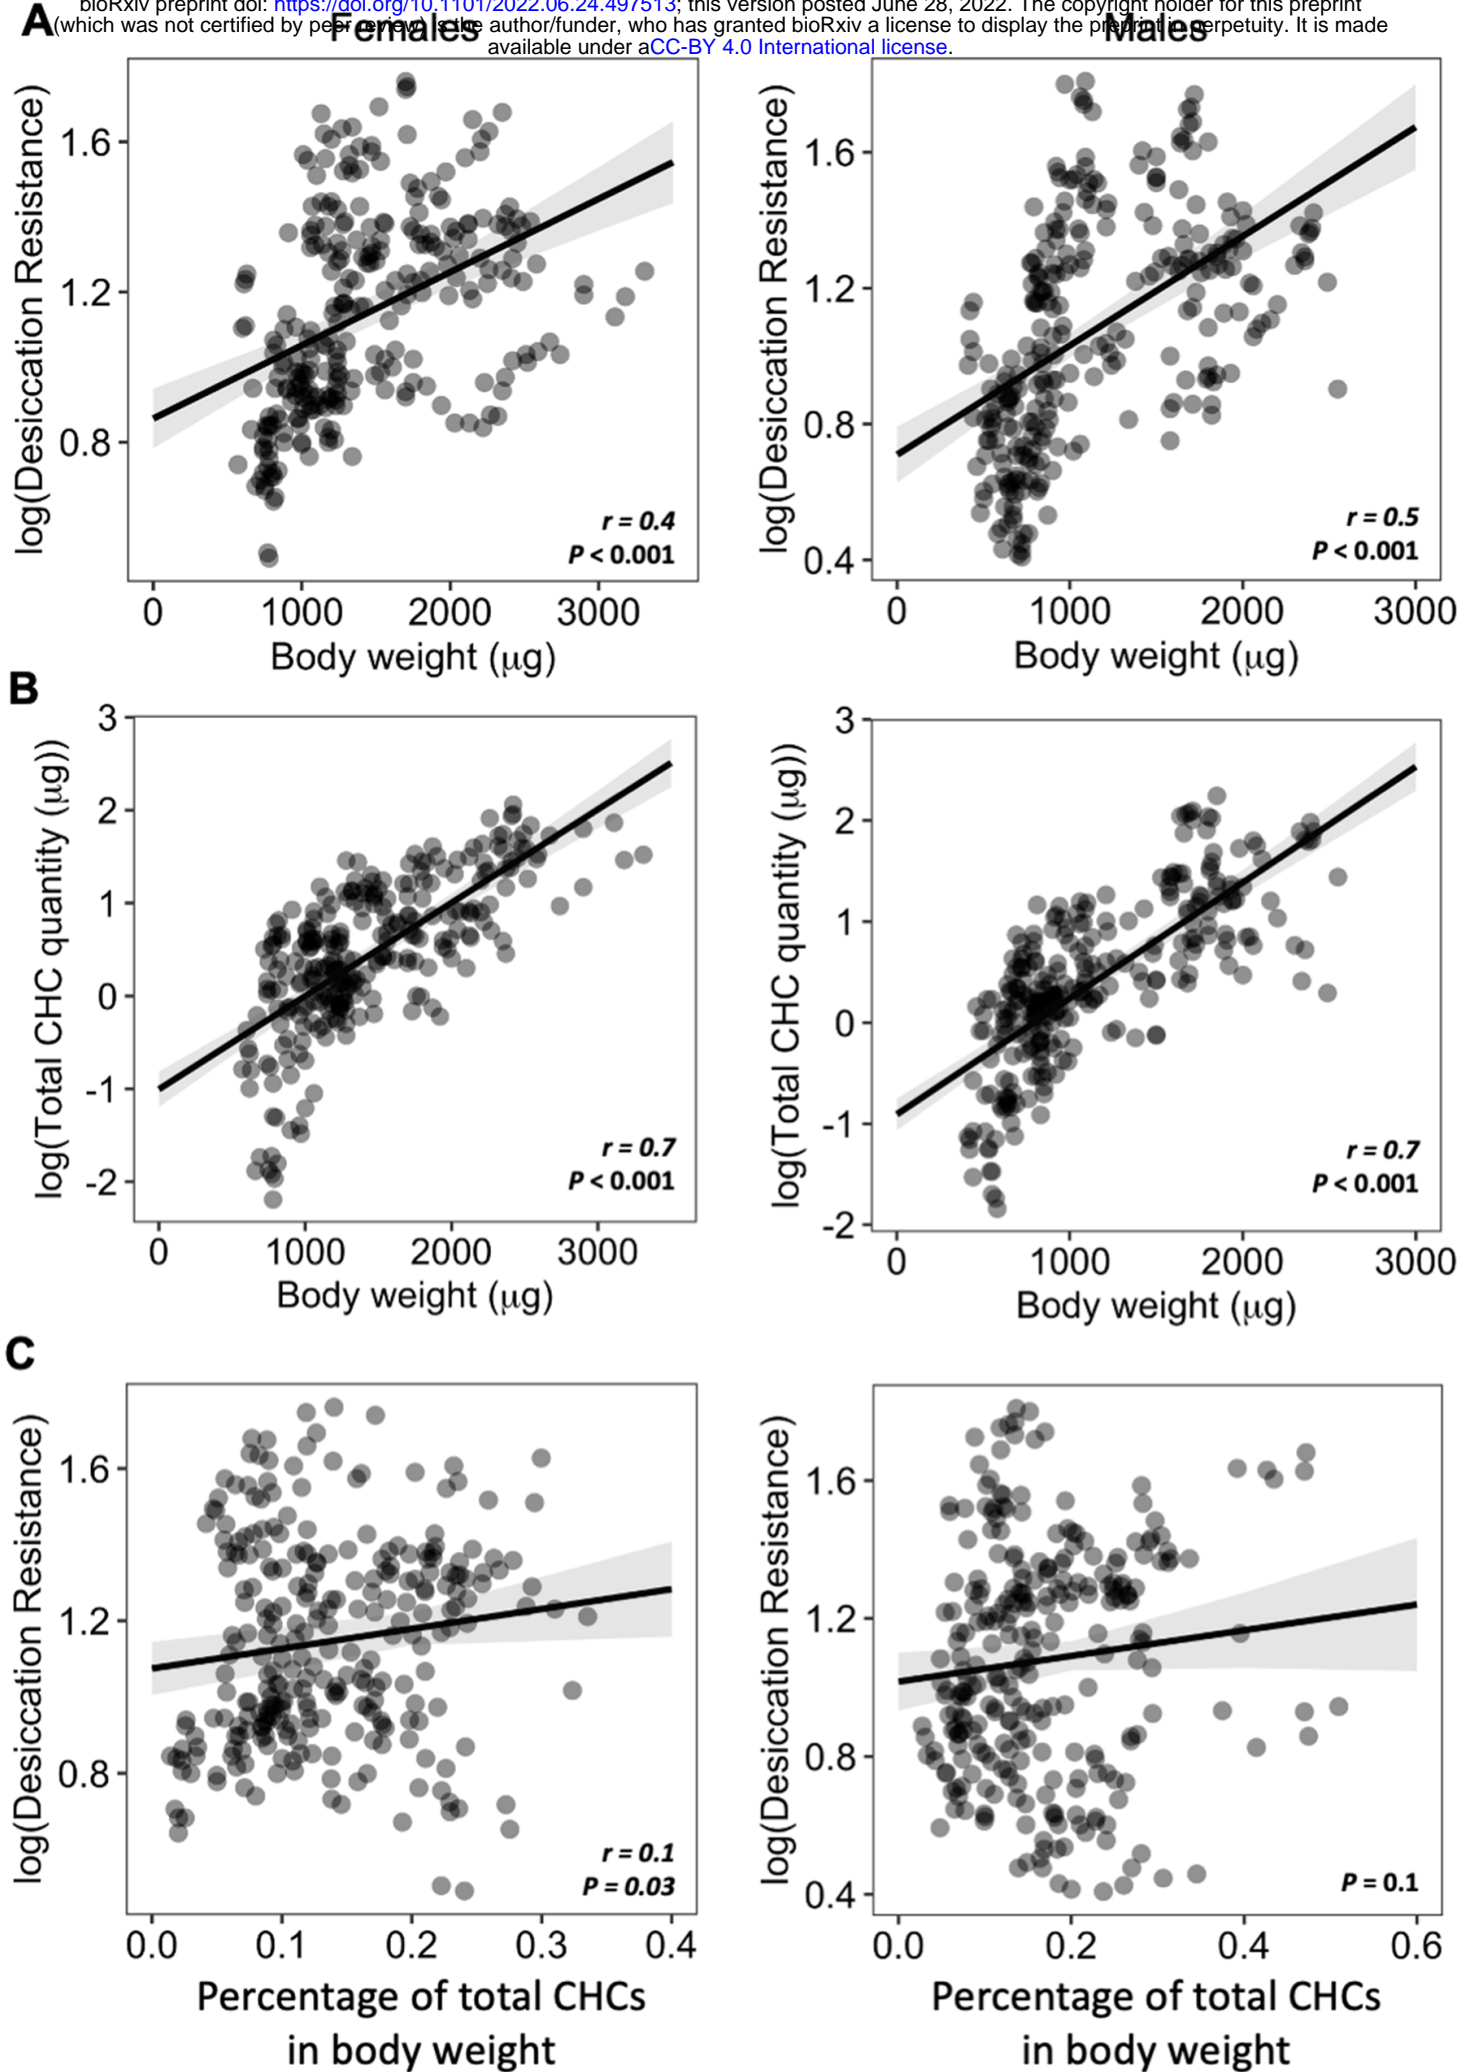 bioRxiv preprint doi: https://doi.org/10.1101/2022.06.24.497513; this version posted June 28, 2022. The copyright holder for this preprint
(which was not certified by peer review) is the author/funder, who has granted bioRxiv a license to display the preprint in perpetuity. It is made
available under aCC-BY 4.0 International license.
A
Females
Males
log(Desiccation Resistance)
1.6
1.2
0.8
r = 0.4
P < 0.001
0 1000 2000 3000
Body weight (μg)
log(Desiccation Resistance)
1.6
1.2
0.8
0.4
r = 0.5
P < 0.001
0 1000 2000 3000
Body weight (μg)
B
log(Total CHC quantity (μg))
3
2
1
0
-1
-2
r = 0.7
P < 0.001
0 1000 2000 3000
Body weight (μg)
log(Total CHC quantity (μg))
3
2
1
0
-1
-2
r = 0.7
P < 0.001
0 1000 2000 3000
Body weight (μg)
C
log(Desiccation Resistance)
1.6
1.2
0.8
r = 0.1
P = 0.03
0.0 0.1 0.2 0.3 0.4
Percentage of total CHCs
in body weight
log(Desiccation Resistance)
1.6
1.2
0.8
0.4
P = 0.1
0.0 0.2 0.4 0.6
Percentage of total CHCs
in body weight